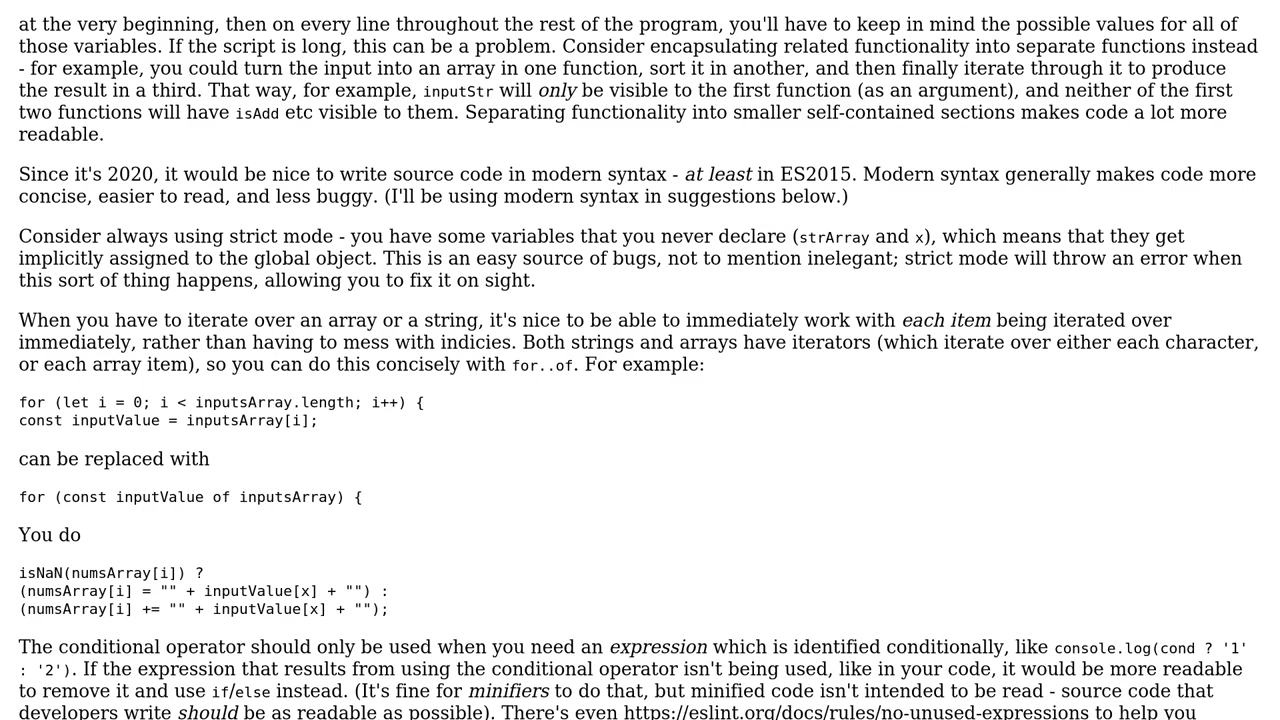 at the very beginning, then on every line throughout the rest of the program, you'll have to keep in mind the possible values for all of
those variables. If the script is long, this can be a problem. Consider encapsulating related functionality into separate functions instead
- for example, you could turn the input into an array in one function, sort it in another, and then finally iterate through it to produce
the result in a third. That way, for example, inputStr will only be visible to the first function (as an argument), and neither of the first
two functions will have isAdd etc visible to them. Separating functionality into smaller self-contained sections makes code a lot more
readable.
Since it's 2020, it would be nice to write source code in modern syntax - at least in ES2015. Modern syntax generally makes code more
concise, easier to read, and less buggy. (I'll be using modern syntax in suggestions below.)
Consider always using strict mode - you have some variables that you never declare (strArray and x), which means that they get
implicitly assigned to the global object. This is an easy source of bugs, not to mention inelegant; strict mode will throw an error when
this sort of thing happens, allowing you to fix it on sight.
When you have to iterate over an array or a string, it's nice to be able to immediately work with each item being iterated over
immediately, rather than having to mess with indicies. Both strings and arrays have iterators (which iterate over either each character,
or each array item), so you can do this concisely with for..of. For example:
for (let i = 0; i < inputsArray.length; i++) {
const inputValue = inputsArray[i];
can be replaced with
for (const inputValue of inputsArray) {
You do
isNaN(numsArray[i]) ?
(numsArray[i] = "" + inputValue[x] + "") :
(numsArray[i] += "" + inputValue[x] + "");
The conditional operator should only be used when you need an expression which is identified conditionally, like console.log(cond ? '1'
: '2'). If the expression that results from using the conditional operator isn't being used, like in your code, it would be more readable
to remove it and use if/else instead. (It's fine for minifiers to do that, but minified code isn't intended to be read - source code that
developers write should be as readable as possible). There's even https://eslint.org/docs/rules/no-unused-expressions to help you